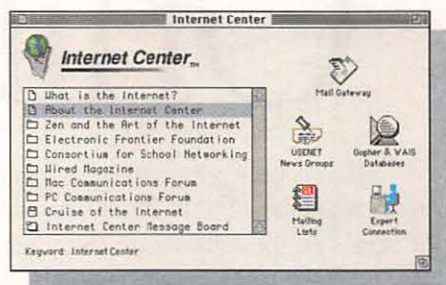 Internet Center
Internet Center™
What is the Internet?
About the Internet Center
Zen and the Art of the Internet
Electronic Frontier Foundation
Consortium for School Networking
Wired Magazine
Mac Communications Forum
PC Communications Forum
Cruise of the Internet
Internet Center Message Board
Keyword: Internet Center
Mail Gateway
USENET
News Groups
Gopher & WAIS
Databases
Mailing
Lists
Expert
Connection